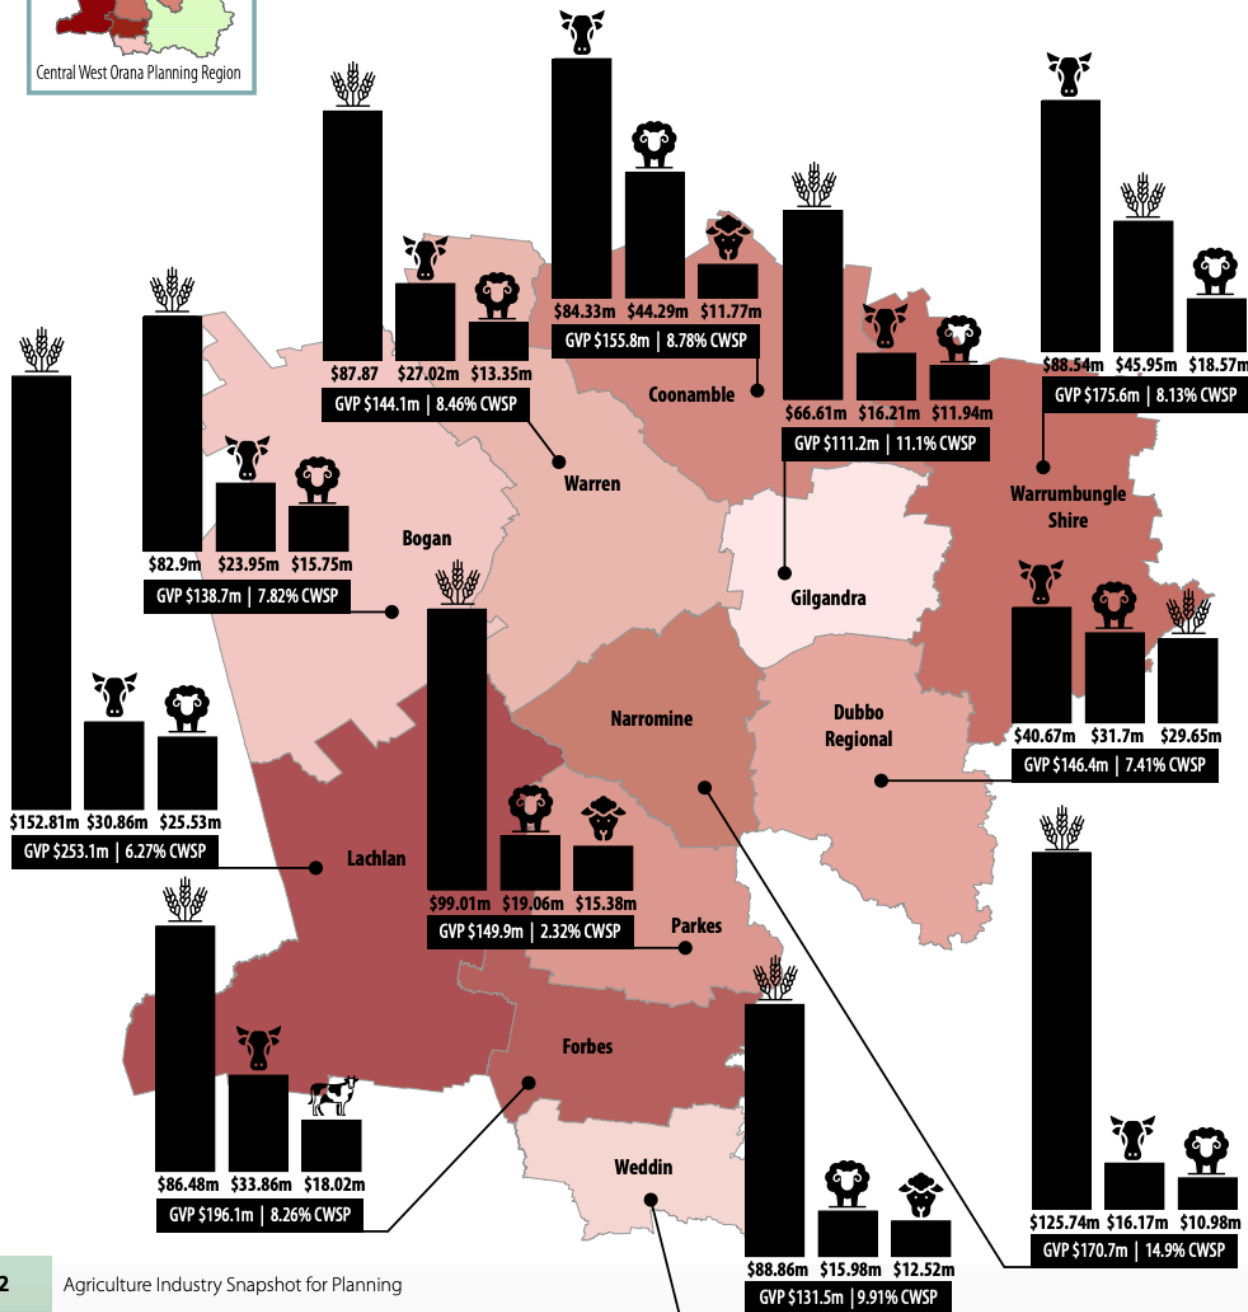 Central West Orana Planning Region
$84.33m $44.29m $11.77m
GVP $155.8m | 8.78% CWSP
$87.87 $27.02m $13.35m
GVP $144.1m | 8.46% CWSP
$88.54m $45.95m $18.57m
GVP $175.6m | 8.13% CWSP
Coonamble
$66.61m $16.21m $11.94m
GVP $111.2m | 11.1% CWSP
Warren
Warrumbungle
Shire
Bogan
$82.9m $23.95m $15.75m
GVP $138.7m | 7.82% CWSP
Gilgandra
Narromine
Dubbo
Regional
$40.67m $31.7m $29.65m
GVP $146.4m | 7.41% CWSP
$152.81m $30.86m $25.53m
GVP $253.1m | 6.27% CWSP
Lachlan
$99.01m $19.06m $15.38m
GVP $149.9m | 2.32% CWSP
Parkes
Forbes
$86.48m $33.86m $18.02m
GVP $196.1m | 8.26% CWSP
Weddin
$125.74m $16.17m $10.98m
GVP $170.7m | 14.9% CWSP
$88.86m $15.98m $12.52m
GVP $131.5m |9.91% CWSP
2 Agriculture Industry Snapshot for Planning